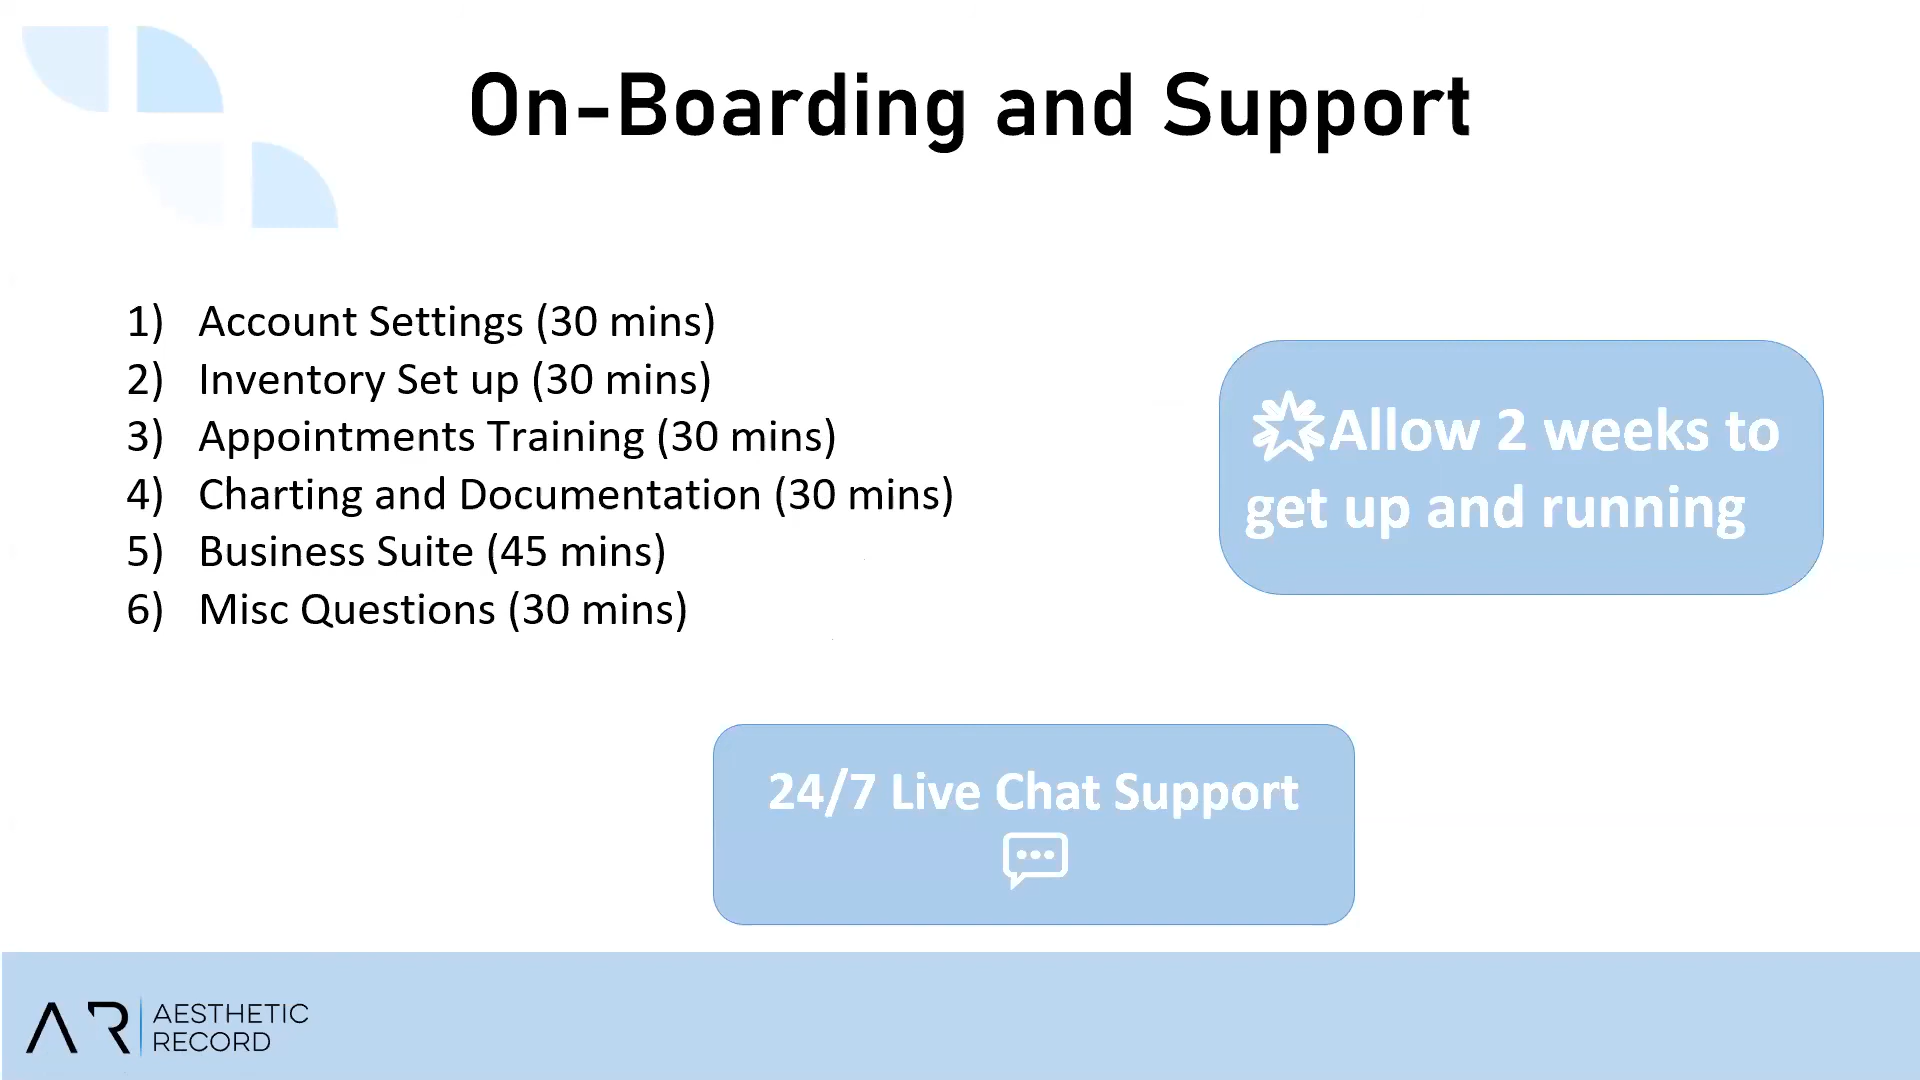 On-Boarding and Support
1) Account Settings (30 mins)
2) Inventory Set up (30 mins)
3) Appointments Training (30 mins)
4) Charting and Documentation (30 mins)
5) Business Suite (45 mins)
6) Misc Questions (30 mins)
Allow 2 weeks to
get up and running
24/7 Live Chat Support
AR AESTHETIC
RECORD